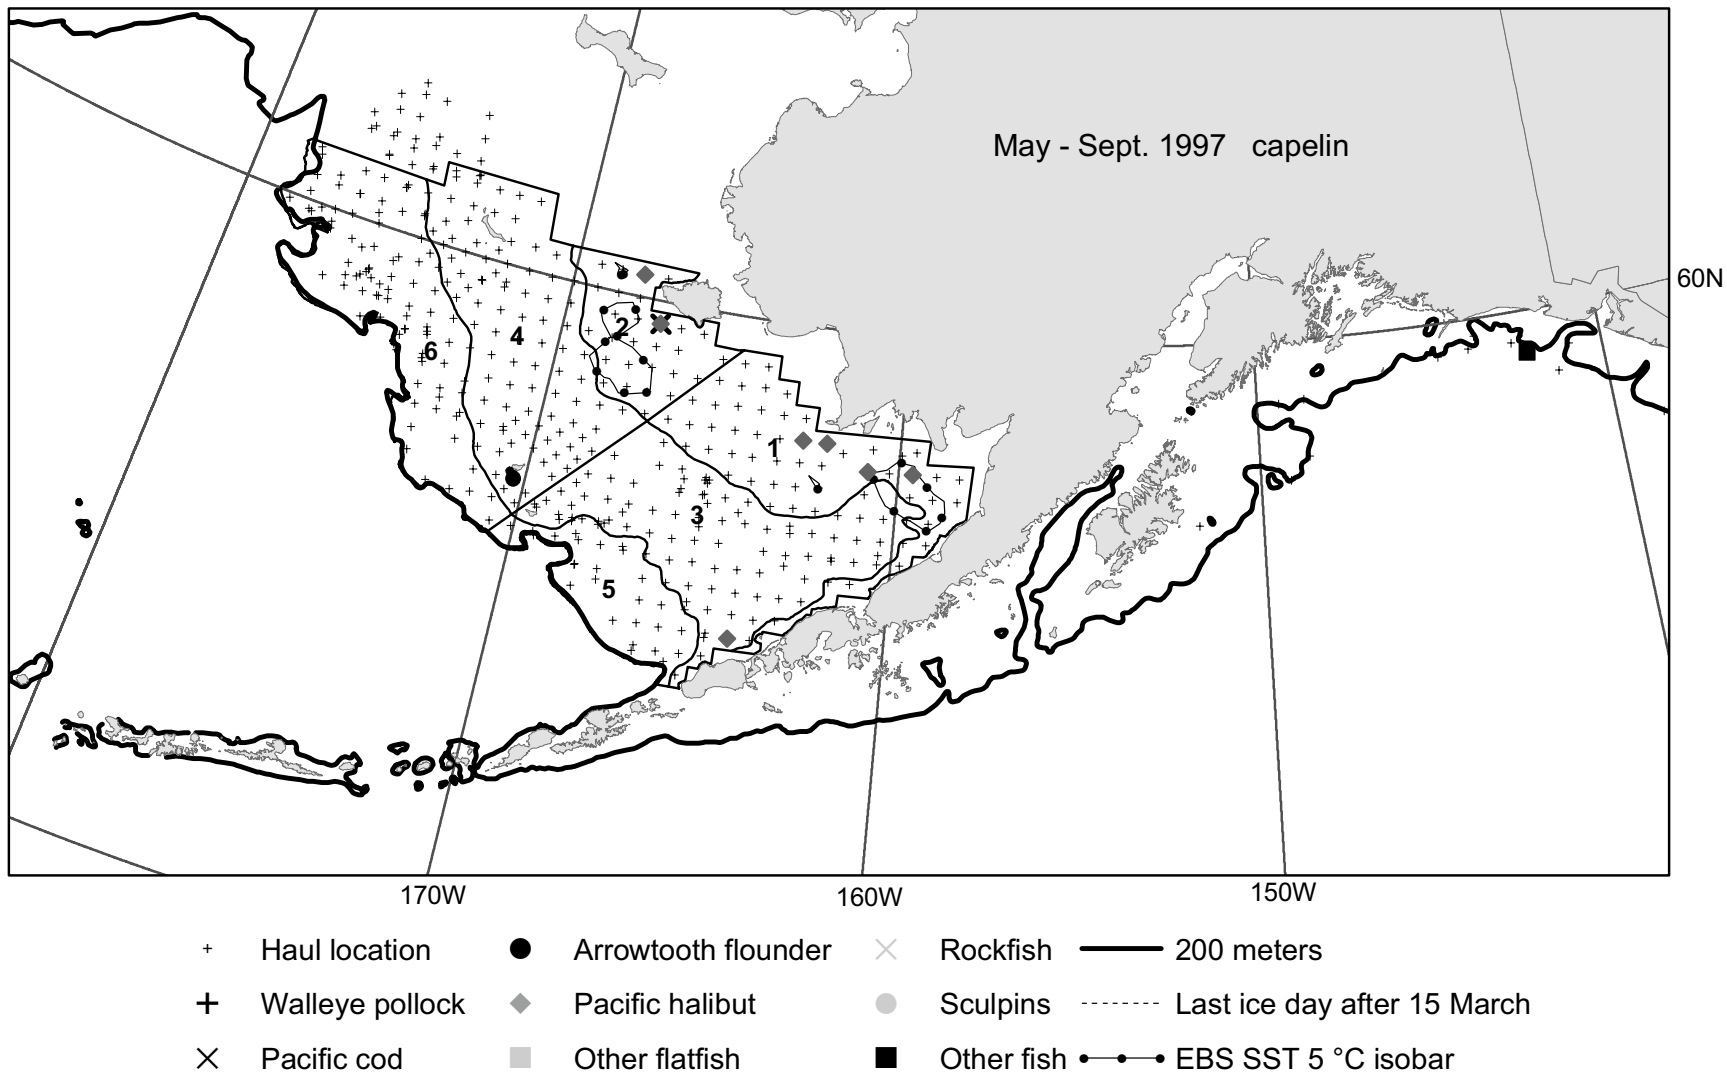 May - Sept. 1997 capelin
60N
2
4
6
1
3
5
170W
160W
150W
Haul location
Arrowtooth flounder
Rockfish
200 meters
Walleye pollock
Pacific halibut
Sculpins
Last ice day after 15 March
Pacific cod
Other flatfish
Other fish
EBS SST 5 °C isobar